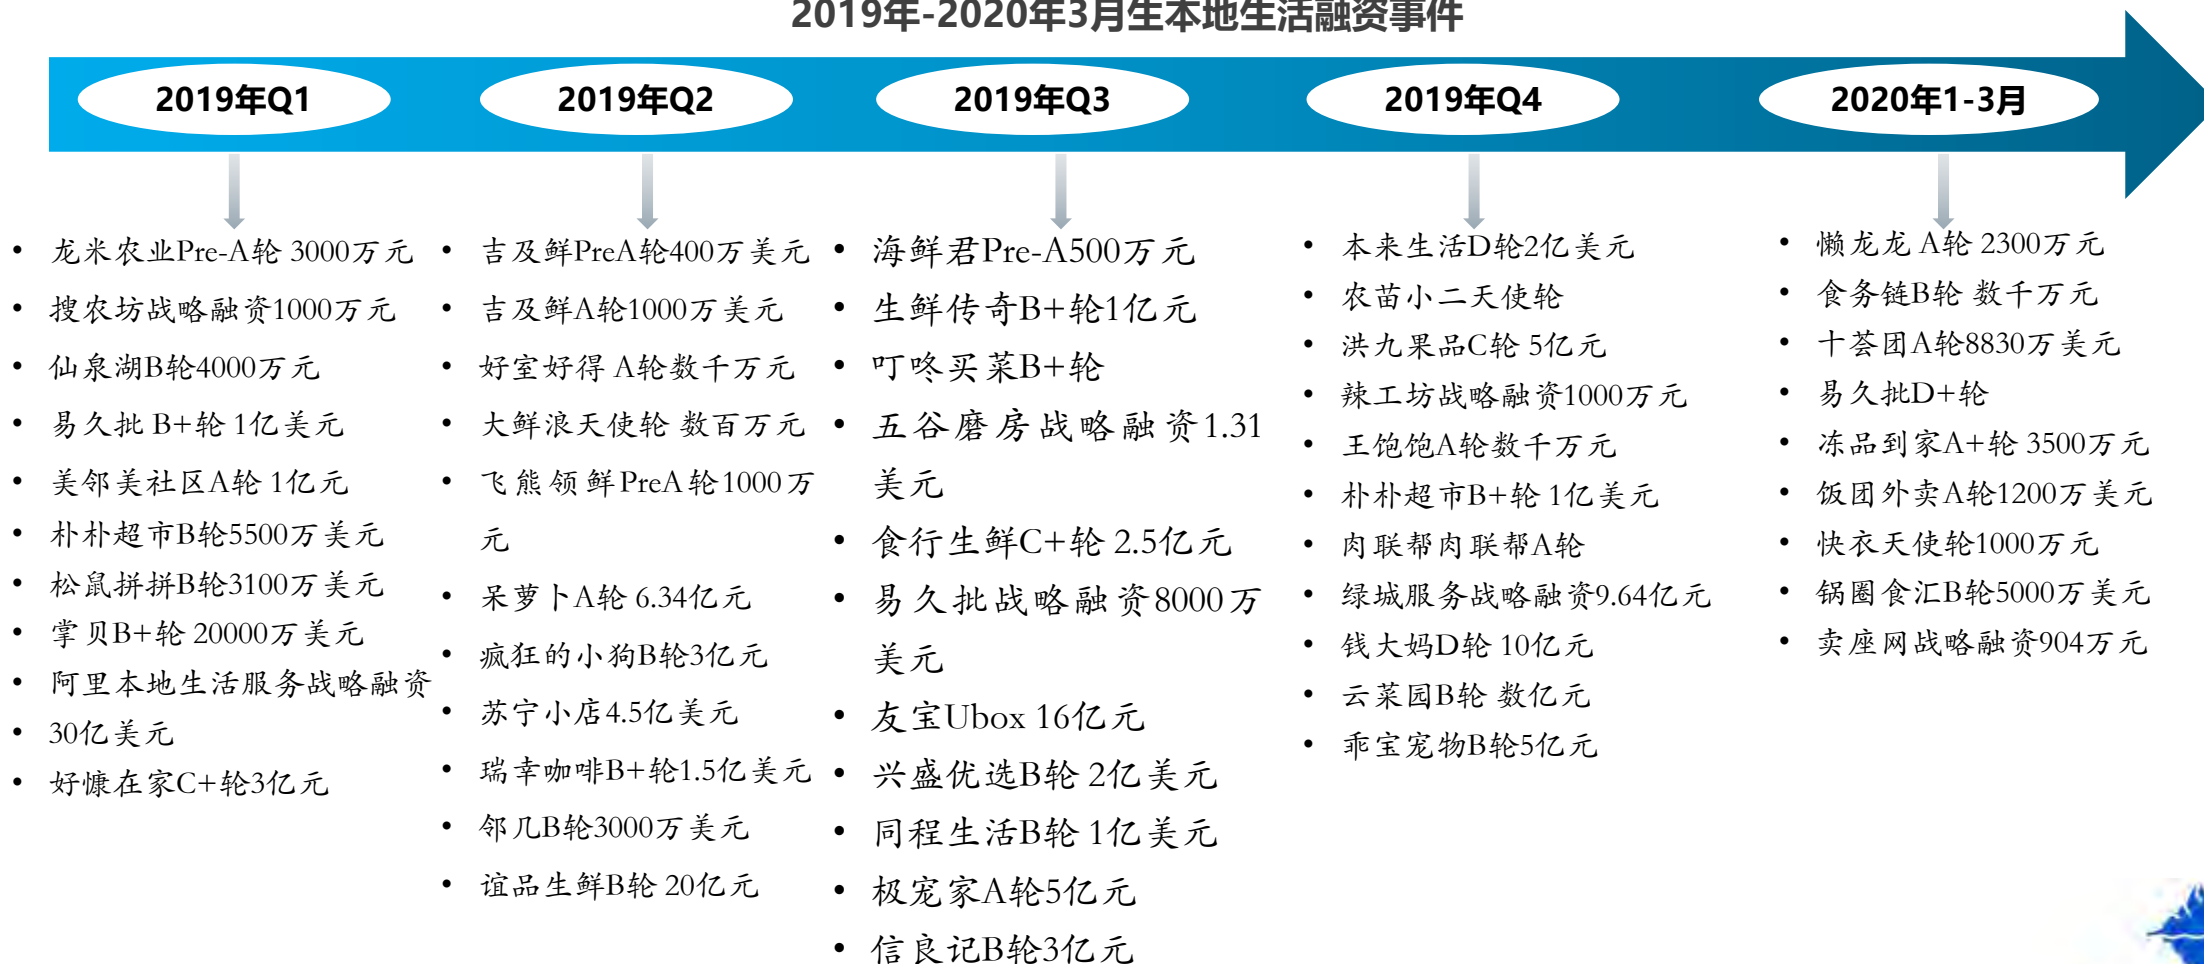 2019年-2020年3月生本地生活融资事件
2019年Q1
2019年Q2
2019年Q3
2019年Q4
2020年1-3月
• 龙米农业Pre-A轮 3000万元
• 搜农坊战略融资1000万元
• 仙泉湖B轮4000万元
• 易久批 B+轮 1亿美元
• 美邻美社区A轮 1亿元
• 朴朴超市B轮5500万美元
• 松鼠拼拼B轮3100万美元
• 掌贝B+轮 20000万美元
• 阿里本地生活服务战略融资
• 30亿美元
• 好慷在家C+轮3亿元
• 吉及鲜PreA轮400万美元
• 吉及鲜A轮1000万美元
• 好室好得 A轮数千万元
• 大鲜浪天使轮 数百万元
• 飞熊领鲜PreA轮1000万
元
• 呆萝卜A轮 6.34亿元
• 疯狂的小狗B轮3亿元
• 苏宁小店4.5亿美元
• 瑞幸咖啡B+轮1.5亿美元
• 邻几B轮3000万美元
• 谊品生鲜B轮 20亿元
• 海鲜君Pre-A500万元
• 生鲜传奇B+轮1亿元
• 叮咚买菜B+轮
• 五谷磨房战略融资1.31
美元
• 食行生鲜C+轮 2.5亿元
• 易久批战略融资8000万
美元
• 友宝Ubox 16亿元
• 兴盛优选B轮 2亿美元
• 同程生活B轮 1亿美元
• 极宠家A轮5亿元
• 信良记B轮3亿元
• 本来生活D轮2亿美元
• 农苗小二天使轮
• 洪九果品C轮 5亿元
• 辣工坊战略融资1000万元
• 王饱饱A轮数千万元
• 朴朴超市B+轮 1亿美元
• 肉联帮肉联帮A轮
• 绿城服务战略融资9.64亿元
• 钱大妈D轮 10亿元
• 云菜园B轮 数亿元
• 乖宝宠物B轮5亿元
• 懒龙龙 A轮 2300万元
• 食务链B轮 数千万元
• 十荟团A轮8830万美元
• 易久批D+轮
• 冻品到家A+轮 3500万元
• 饭团外卖A轮1200万美元
• 快衣天使轮1000万元
• 锅圈食汇B轮5000万美元
• 卖座网战略融资904万元